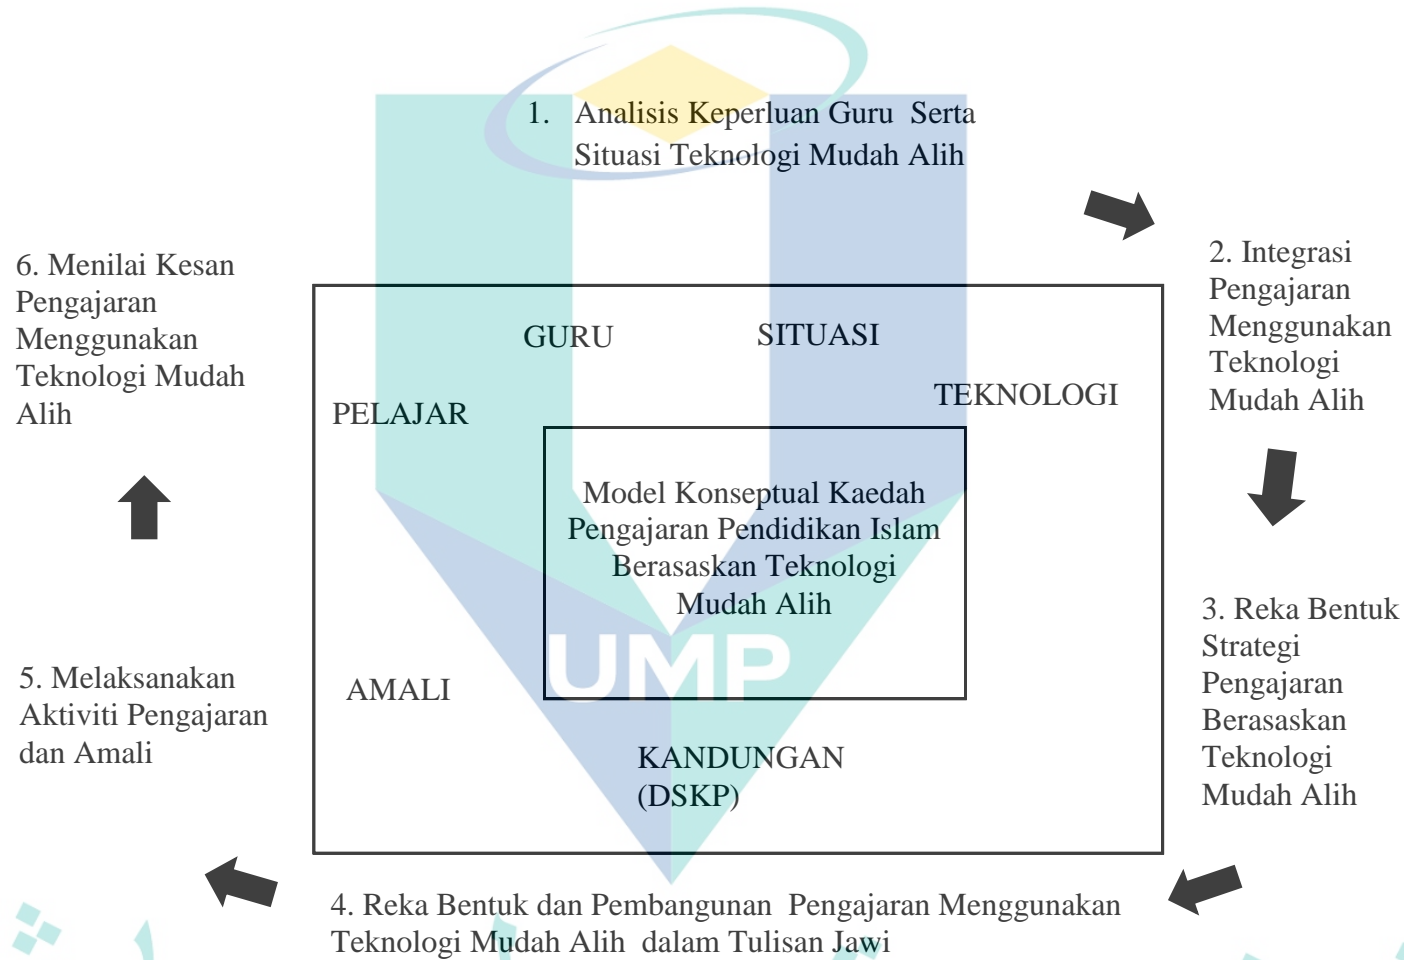 1. Analisis Keperluan Guru Serta
Situasi Teknologi Mudah Alih
2. Integrasi
Pengajaran
Menggunakan
Teknologi
Mudah Alih
3. Reka Bentuk
Strategi
Pengajaran
Berasaskan
Teknologi
Mudah Alih
4. Reka Bentuk dan Pembangunan Pengajaran Menggunakan
Teknologi Mudah Alih dalam Tulisan Jawi
5. Melaksanakan
Aktiviti Pengajaran
dan Amali
6. Menilai Kesan
Pengajaran
Menggunakan
Teknologi Mudah
Alih
GURU
SITUASI
TEKNOLOGI
PELAJAR
AMALI
KANDUNGAN
(DSKP)
Model Konseptual Kaedah
Pengajaran Pendidikan Islam
Berasaskan Teknologi
Mudah Alih
UMP